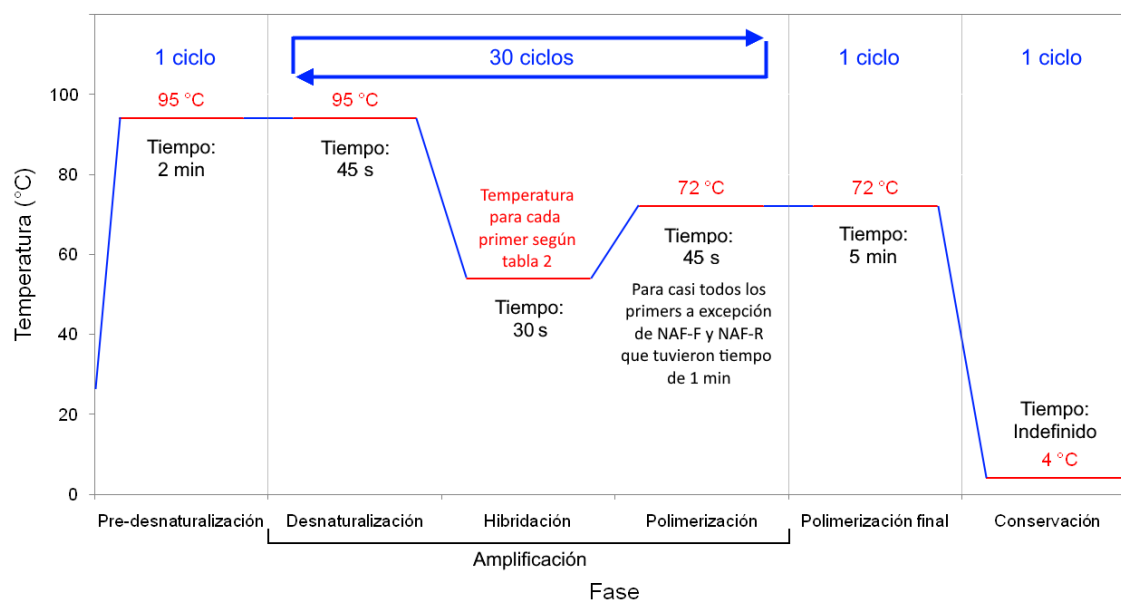 1 ciclo
30 ciclos
1 ciclo
1 ciclo
Temperatura (°C)
100
80
60
40
20
0
95 °C
Tiempo:
2 min
95 °C
Tiempo:
45 s
Temperatura
para cada
primer según
tabla 2
Tiempo:
30 s
72 °C
Tiempo:
45 s
Para casi todos los
primers a excepción
de NAF-F y NAF-R
que tuvieron tiempo
de 1 min
72 °C
Tiempo:
5 min
Tiempo:
Indefinido
4 °C
Pre-desnaturalización
Desnaturalización
Hibridación
Polimerización
Polimerización final
Conservación
Amplificación
Fase